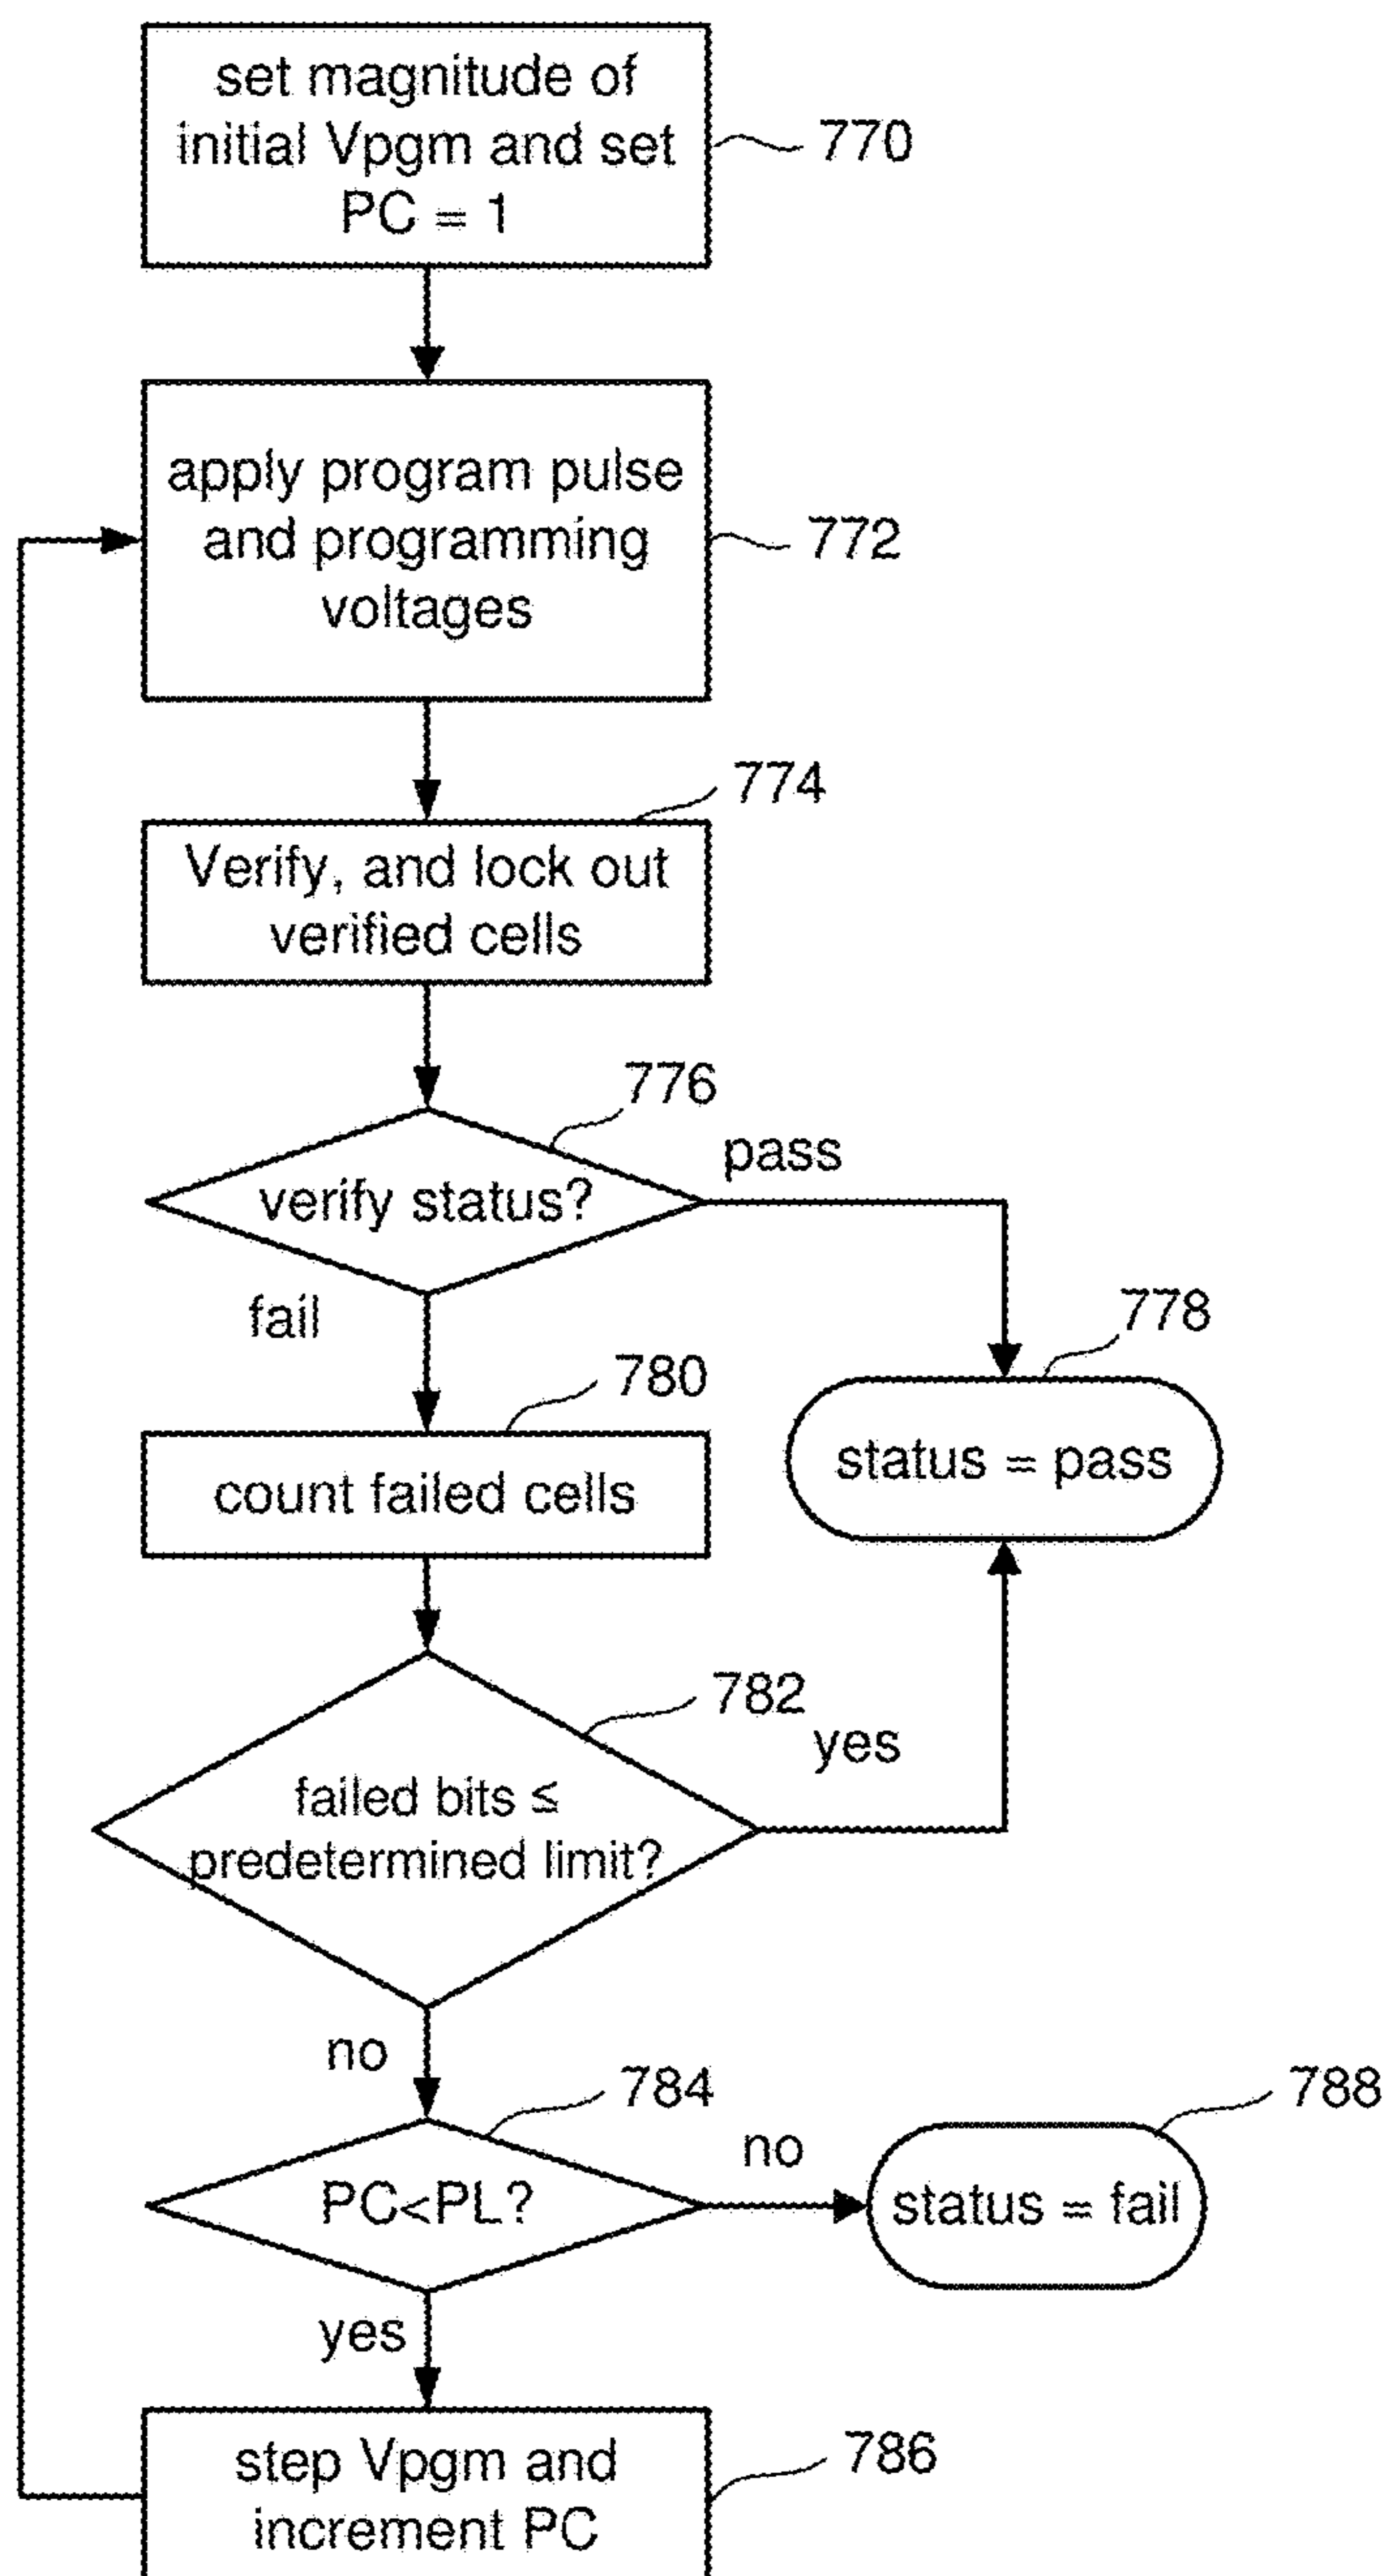 set magnitude of
initial Vpgm and set
PC = 1
770
apply program pulse
and programming
voltages
772
774
Verify, and lock out
verified cells
776
pass
verify status?
fail
778
780
status = pass
count failed cells
782
yes
failed bits ≤
predetermined limit?
no
784
788
no
PC<PL?
status = fail
yes
step Vpgm and
increment PC
786